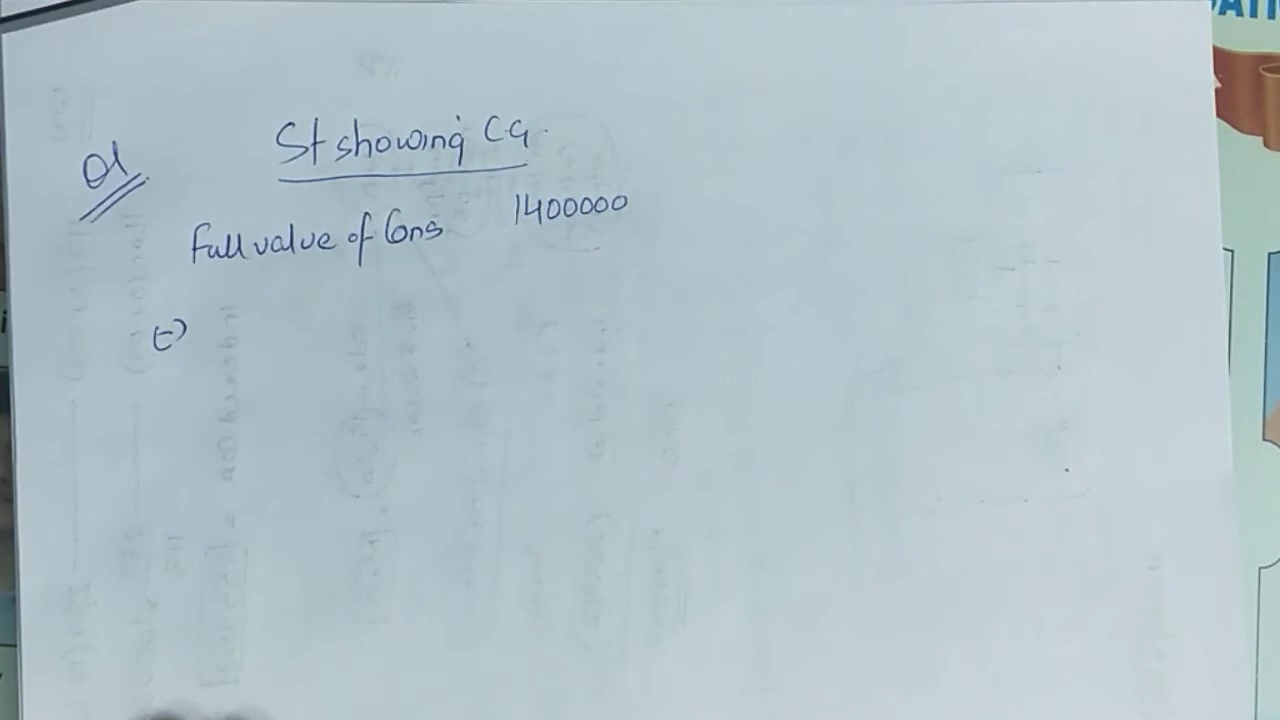 St showing CG.
Q1
Full value of Cons 1400000
(-)